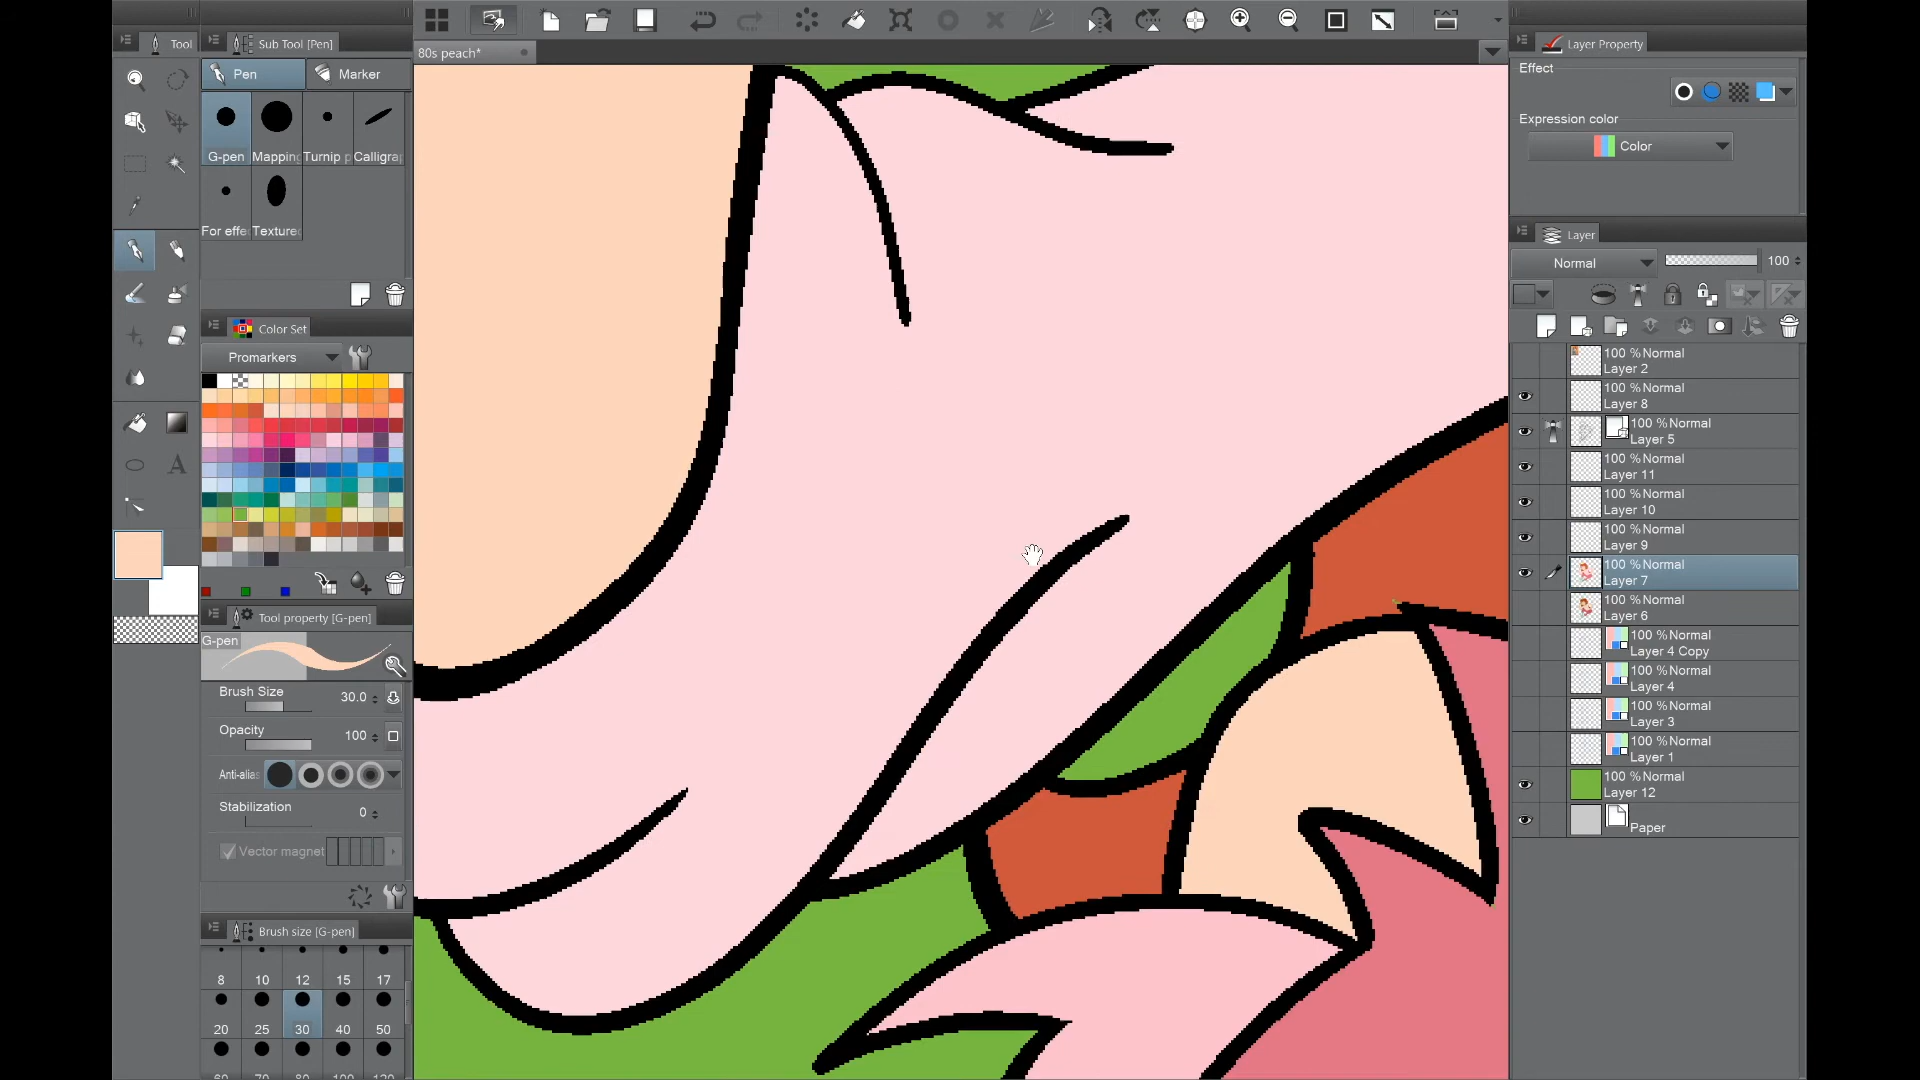 Tool
Sub Tool [Pen]
Pen
Marker
G-pen
Mapping
Turnip p
Calligra
For effe
Texture
Color Set
Promarkers
Tool property [G-pen]
G-pen
Brush Size
30.0
Opacity
100
Anti-alias
Stabilization
0
Vector magnet
Brush size [G-pen]
8 10 12 15 17
20 25 30 40 50
80s peach*
Layer Property
Effect
Expression color
Color
Layer
Normal
100
100 % Normal
Layer 2
100 % Normal
Layer 8
100 % Normal
Layer 5
100 % Normal
Layer 11
100 % Normal
Layer 10
100 % Normal
Layer 9
100 % Normal
Layer 7
100 % Normal
Layer 6
100 % Normal
Layer 4 Copy
100 % Normal
Layer 4
100 % Normal
Layer 3
100 % Normal
Layer 1
100 % Normal
Layer 12
Paper